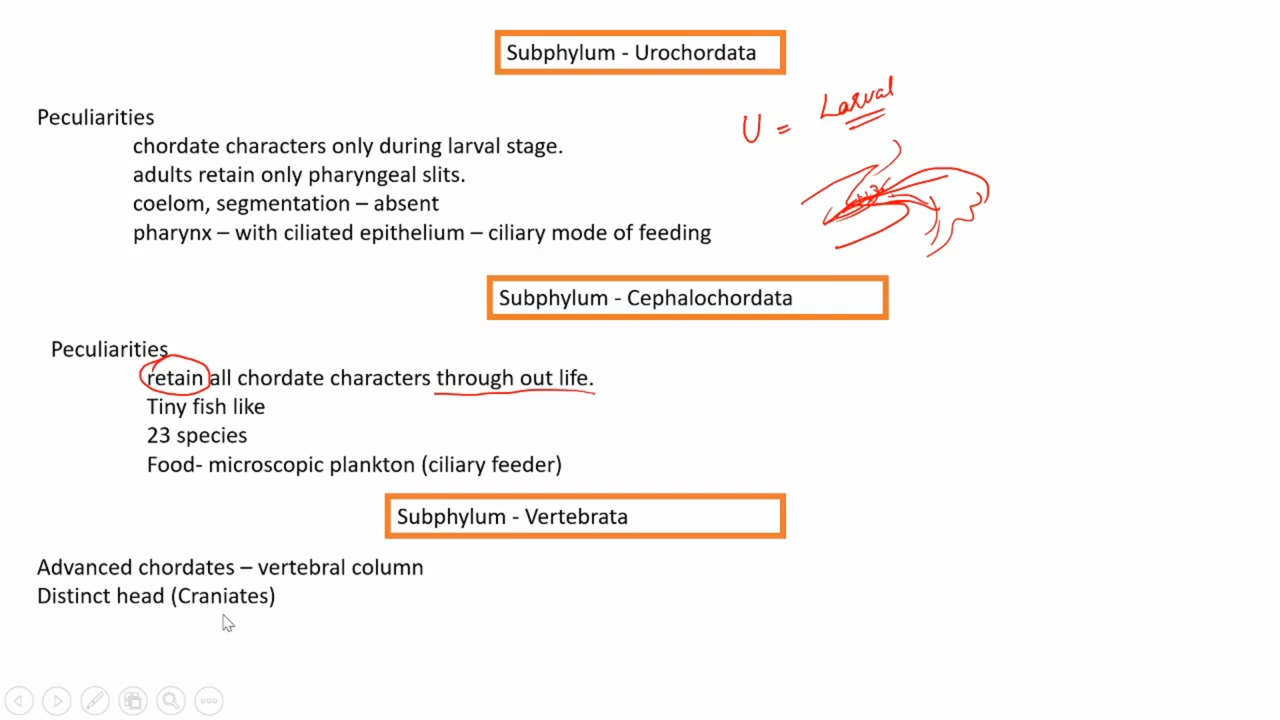 Subphylum - Urochordata
Peculiarities
chordate characters only during larval stage.
adults retain only pharyngeal slits.
coelom, segmentation – absent
pharynx – with ciliated epithelium – ciliary mode of feeding
U = Larval
Subphylum - Cephalochordata
Peculiarities
retain all chordate characters through out life.
Tiny fish like
23 species
Food- microscopic plankton (ciliary feeder)
Subphylum - Vertebrata
Advanced chordates – vertebral column
Distinct head (Craniates)